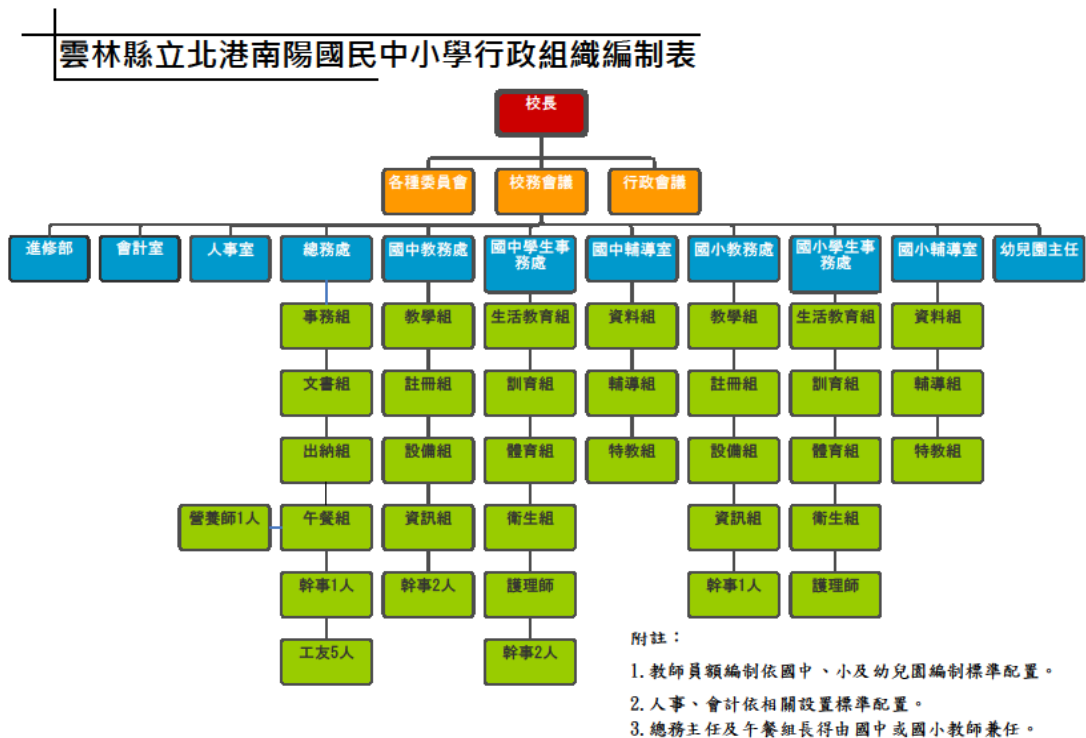 雲林縣立北港南陽國民中小學行政組織編制表
校長
各種委員會
校務會議
行政會議
進修部
會計室
人事室
總務處
國中教務處
國中學生事
務處
國中輔導室
國小教務處
國小學生事
務處
國小輔導室
幼兒園主任
事務組
教學組
生活教育組
資料組
教學組
生活教育組
資料組
文書組
註冊組
訓育組
輔導組
註冊組
訓育組
輔導組
出納組
設備組
體育組
特教組
設備組
體育組
特教組
營養師1人
午餐組
資訊組
衛生組
資訊組
衛生組
幹事1人
幹事2人
護理師
幹事1人
護理師
工友5人
幹事2人
附註：
1.教師員額編制依國中、小及幼兒園編制標準配置。
2.人事、會計依相關設置標準配置。
3.總務主任及午餐組長得由國中或國小教師兼任。